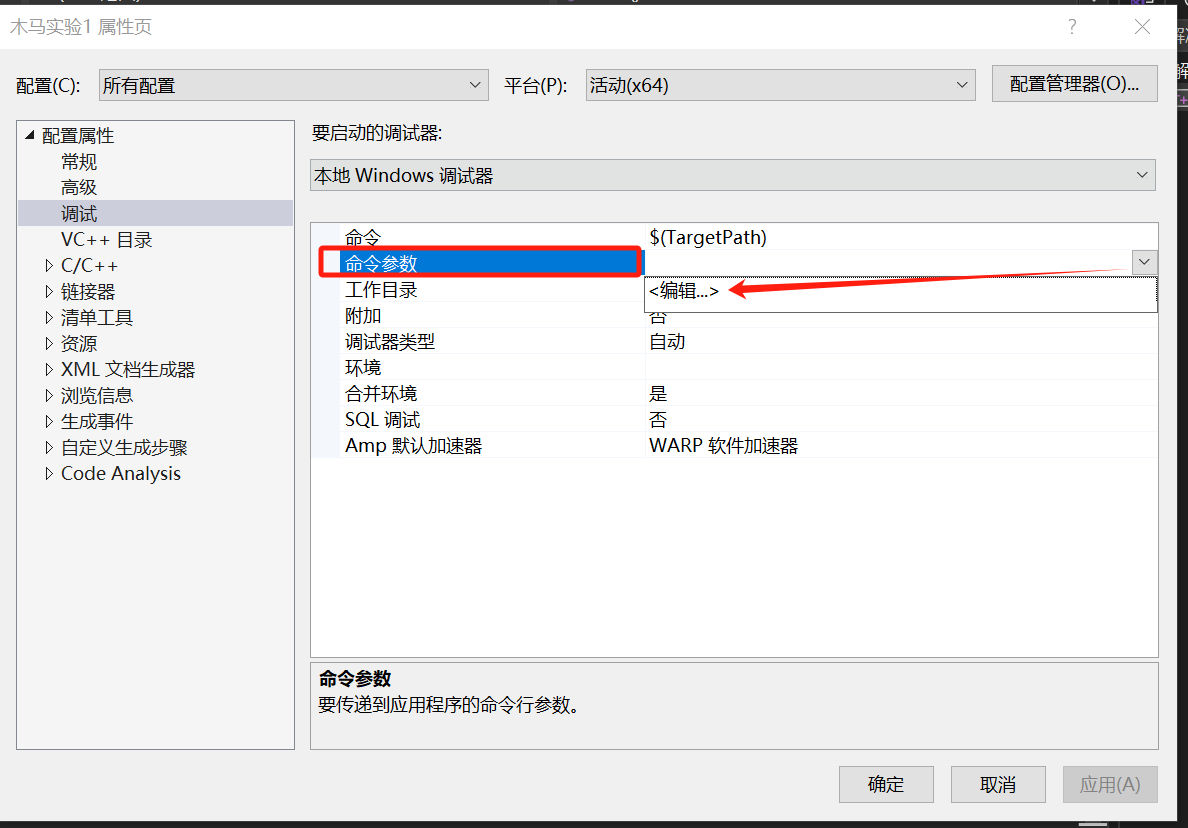 木马实验1 属性页
?
配置(C): 所有配置 平台(P): 活动(x64) 配置管理器(O)...
配置属性
常规
高级
调试
VC++ 目录
C/C++
链接器
清单工具
资源
XML 文档生成器
浏览信息
生成事件
自定义生成步骤
Code Analysis
要启动的调试器:
本地 Windows 调试器
命令 $(TargetPath)
命令参数
工作目录 <编辑...>
附加 否
调试器类型 自动
环境
合并环境 是
SQL 调试 否
Amp 默认加速器 WARP 软件加速器
命令参数
要传递到应用程序的命令行参数。
确定 取消 应用(A)